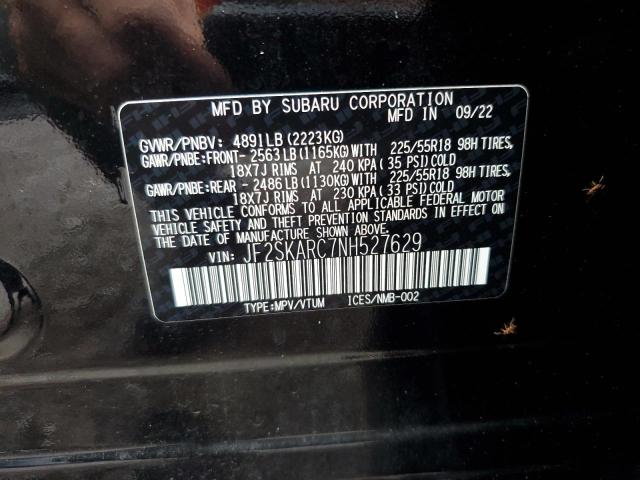 MFD BY SUBARU CORPORATION
MFD IN 09/22
GVWR/PNBV: 4891LB(2223KG)
GAWR/PNBE:FRONT- 2563LB(1165KG)WITH 225/55R18 98H TIRES,
18X7J RIMS AT 240 KPA(35 PSI)COLD
GAWR/PNBE:REAR -2486LB(1130KG)WITH 225/55R18 98H TIRES,
18X7J RIMS AT 230 KPA(33 PSI)COLD
THIS VEHICLE CONFORMS TO ALL APPLICABLE FEDERAL MOTOR
VEHICLE SAFETY AND THEFT PREVENTION STANDARDS IN EFFECT ON
THE DATE OF MANUFACTURE SHOWN ABOVE.
VIN: JF2SKARC7NH527629
TYPE:MPV/VTUM ICES/NMB-002